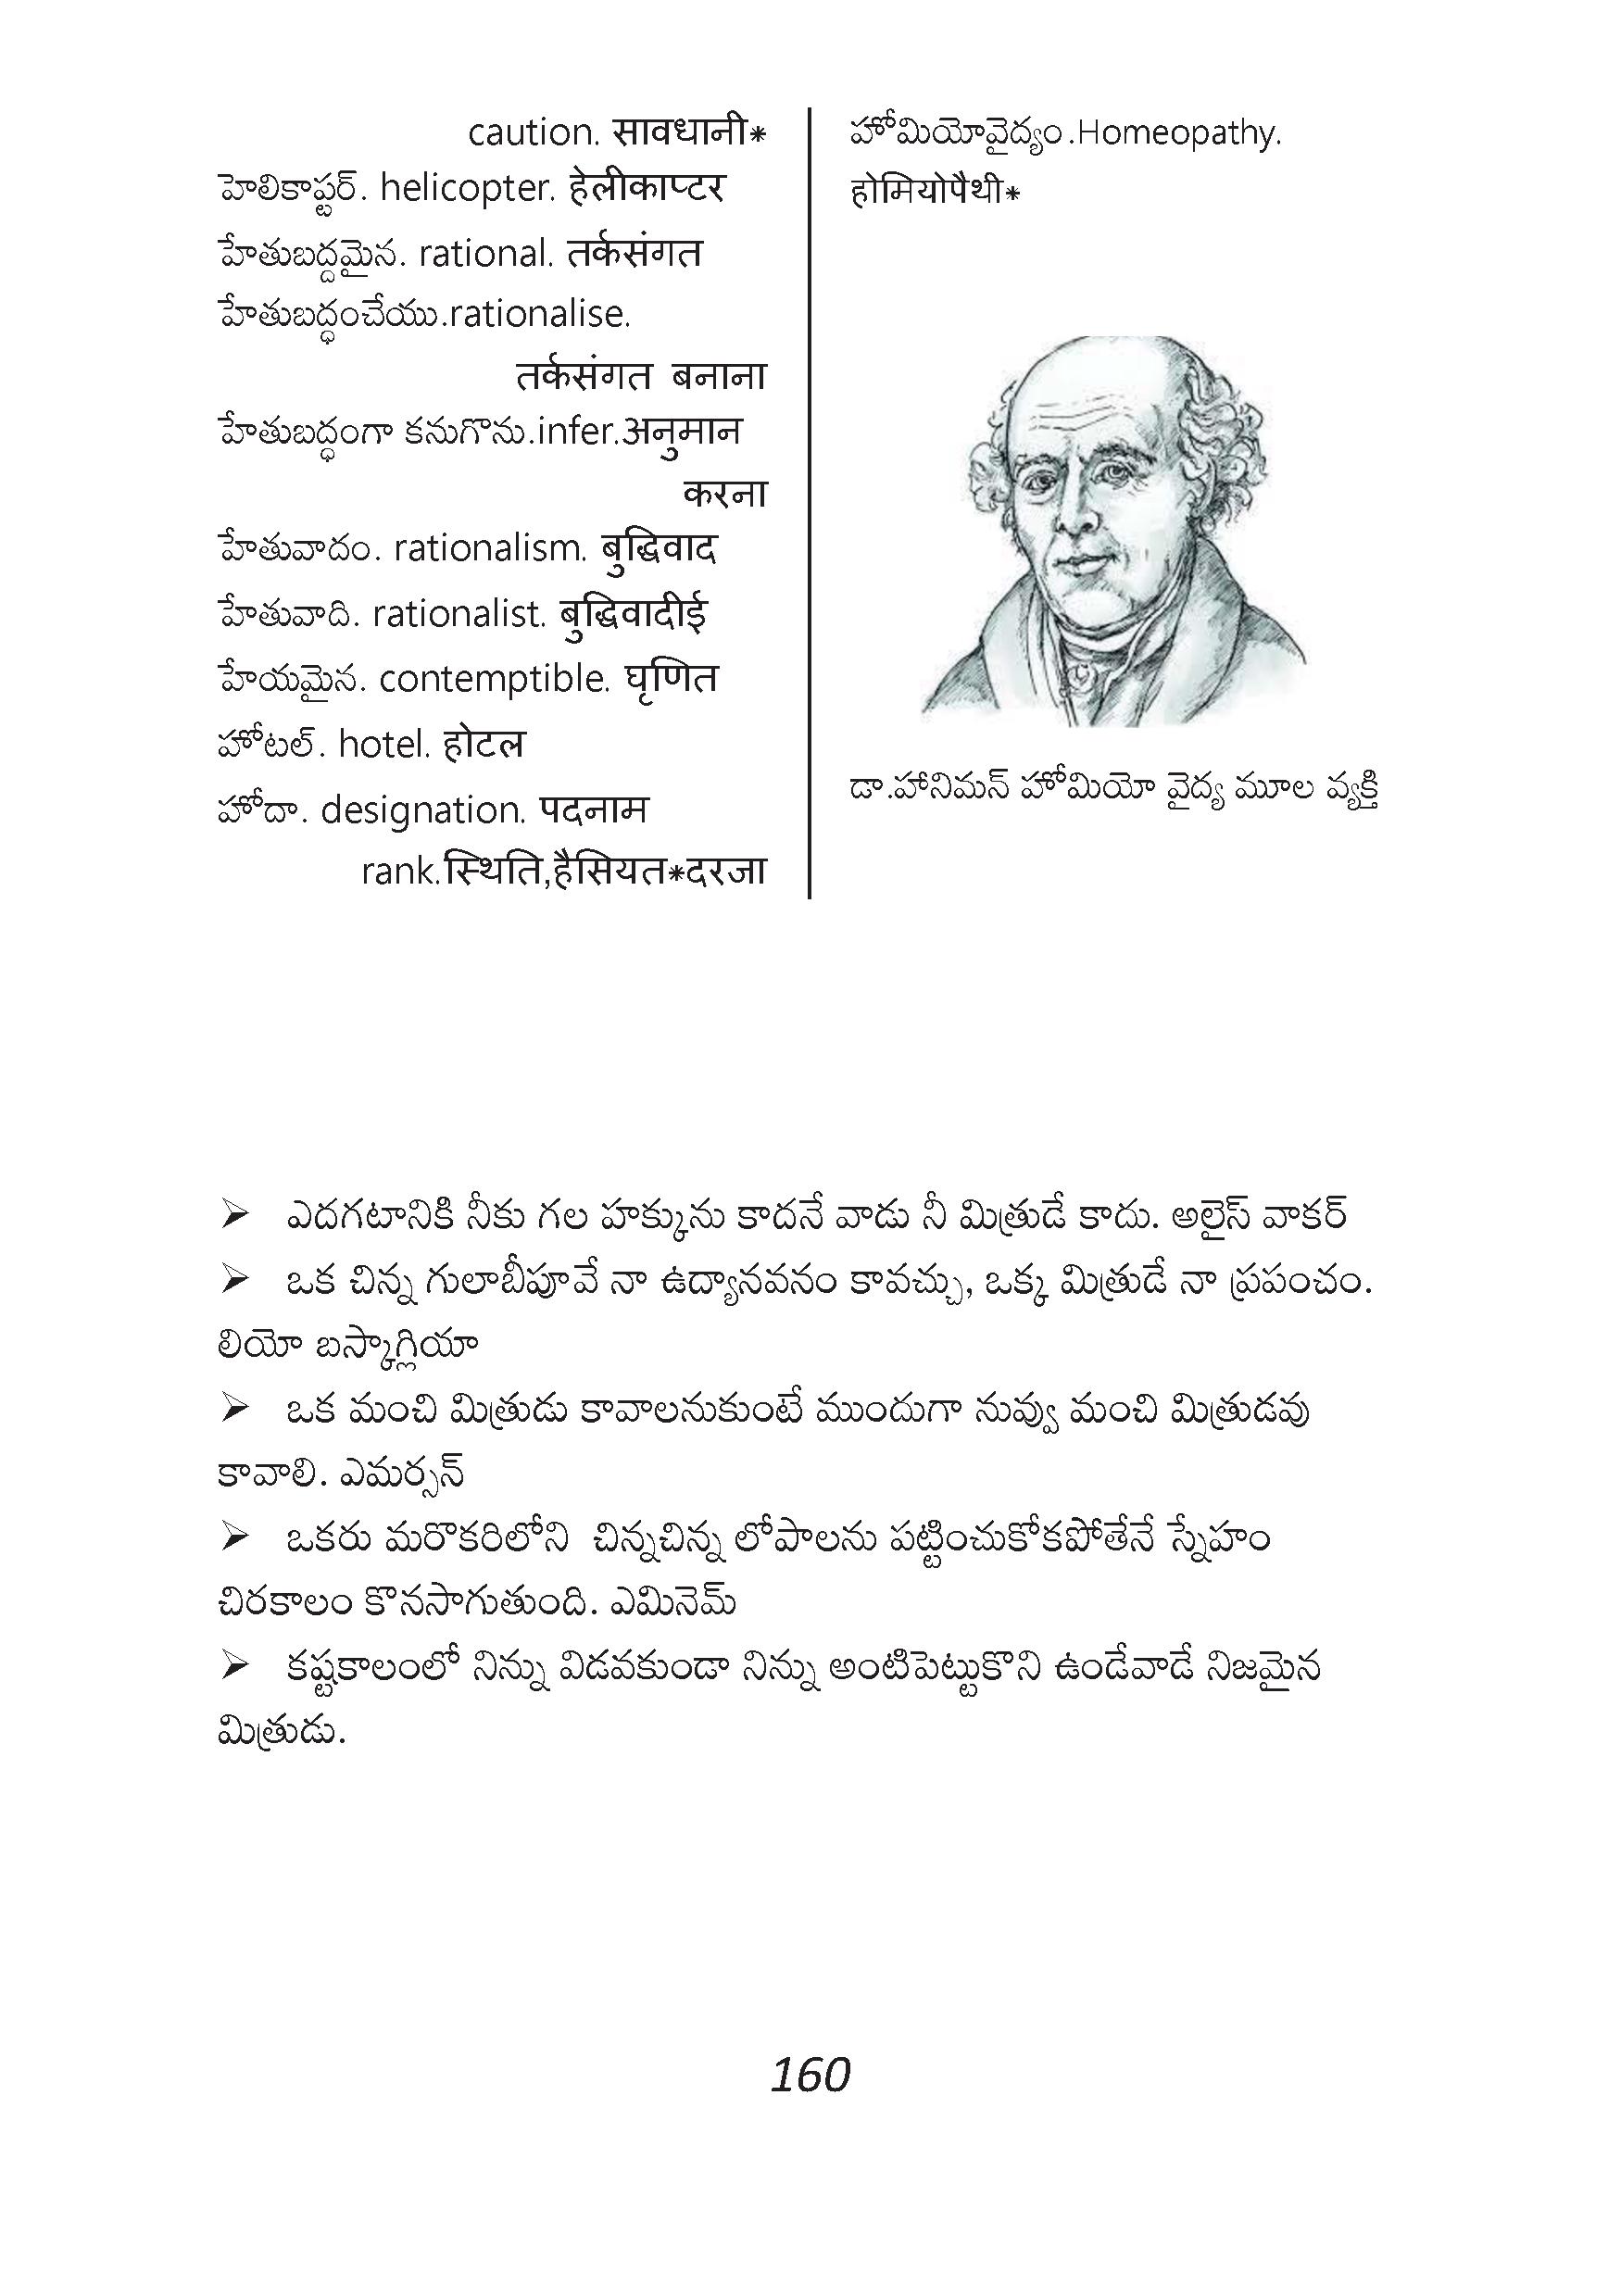 caution. सावधानी*
హెలికాప్టర్. helicopter. हेलीकाप्टर
హేతుబద్దమైన. rational. तर्कसंगत
హేతుబద్ధంచేయు.rationalise.
तर्कसंगत बनाना
హేతుబద్ధంగా కనుగొను.infer.अनुमान
करना
హేతువాదం. rationalism. बुद्धिवाद
హేతువాది. rationalist. बुद्धिवादीई
హేయమైన. contemptible. घृणित
హోటల్. hotel. होटल
హోదా. designation. पदनाम
rank.स्थिति,हैसियत*दरजा
హోమియోవైద్యం.Homeopathy.
होमियोपैथी*
డా.హానిమన్ హోమియో వైద్య మూల వ్యక్తి
➢ ఎదగటానికి నీకు గల హక్కును కాదనే వాడు నీ మిత్రుడే కాదు. అలైస్ వాకర్
➢ ఒక చిన్న గులాబీపూవే నా ఉద్యానవనం కావచ్చు, ఒక్క మిత్రుడే నా ప్రపంచం.
లియో బస్కాగ్లియా
➢ ఒక మంచి మిత్రుడు కావాలనుకుంటే ముందుగా నువ్వు మంచి మిత్రుడవు
కావాలి. ఎమర్సన్
➢ ఒకరు మరొకరిలోని చిన్నచిన్న లోపాలను పట్టించుకోకపోతేనే స్నేహం
చిరకాలం కొనసాగుతుంది. ఎమినెమ్
➢ కష్టకాలంలో నిన్ను విడవకుండా నిన్ను అంటిపెట్టుకొని ఉండేవాడే నిజమైన
మిత్రుడు.
160